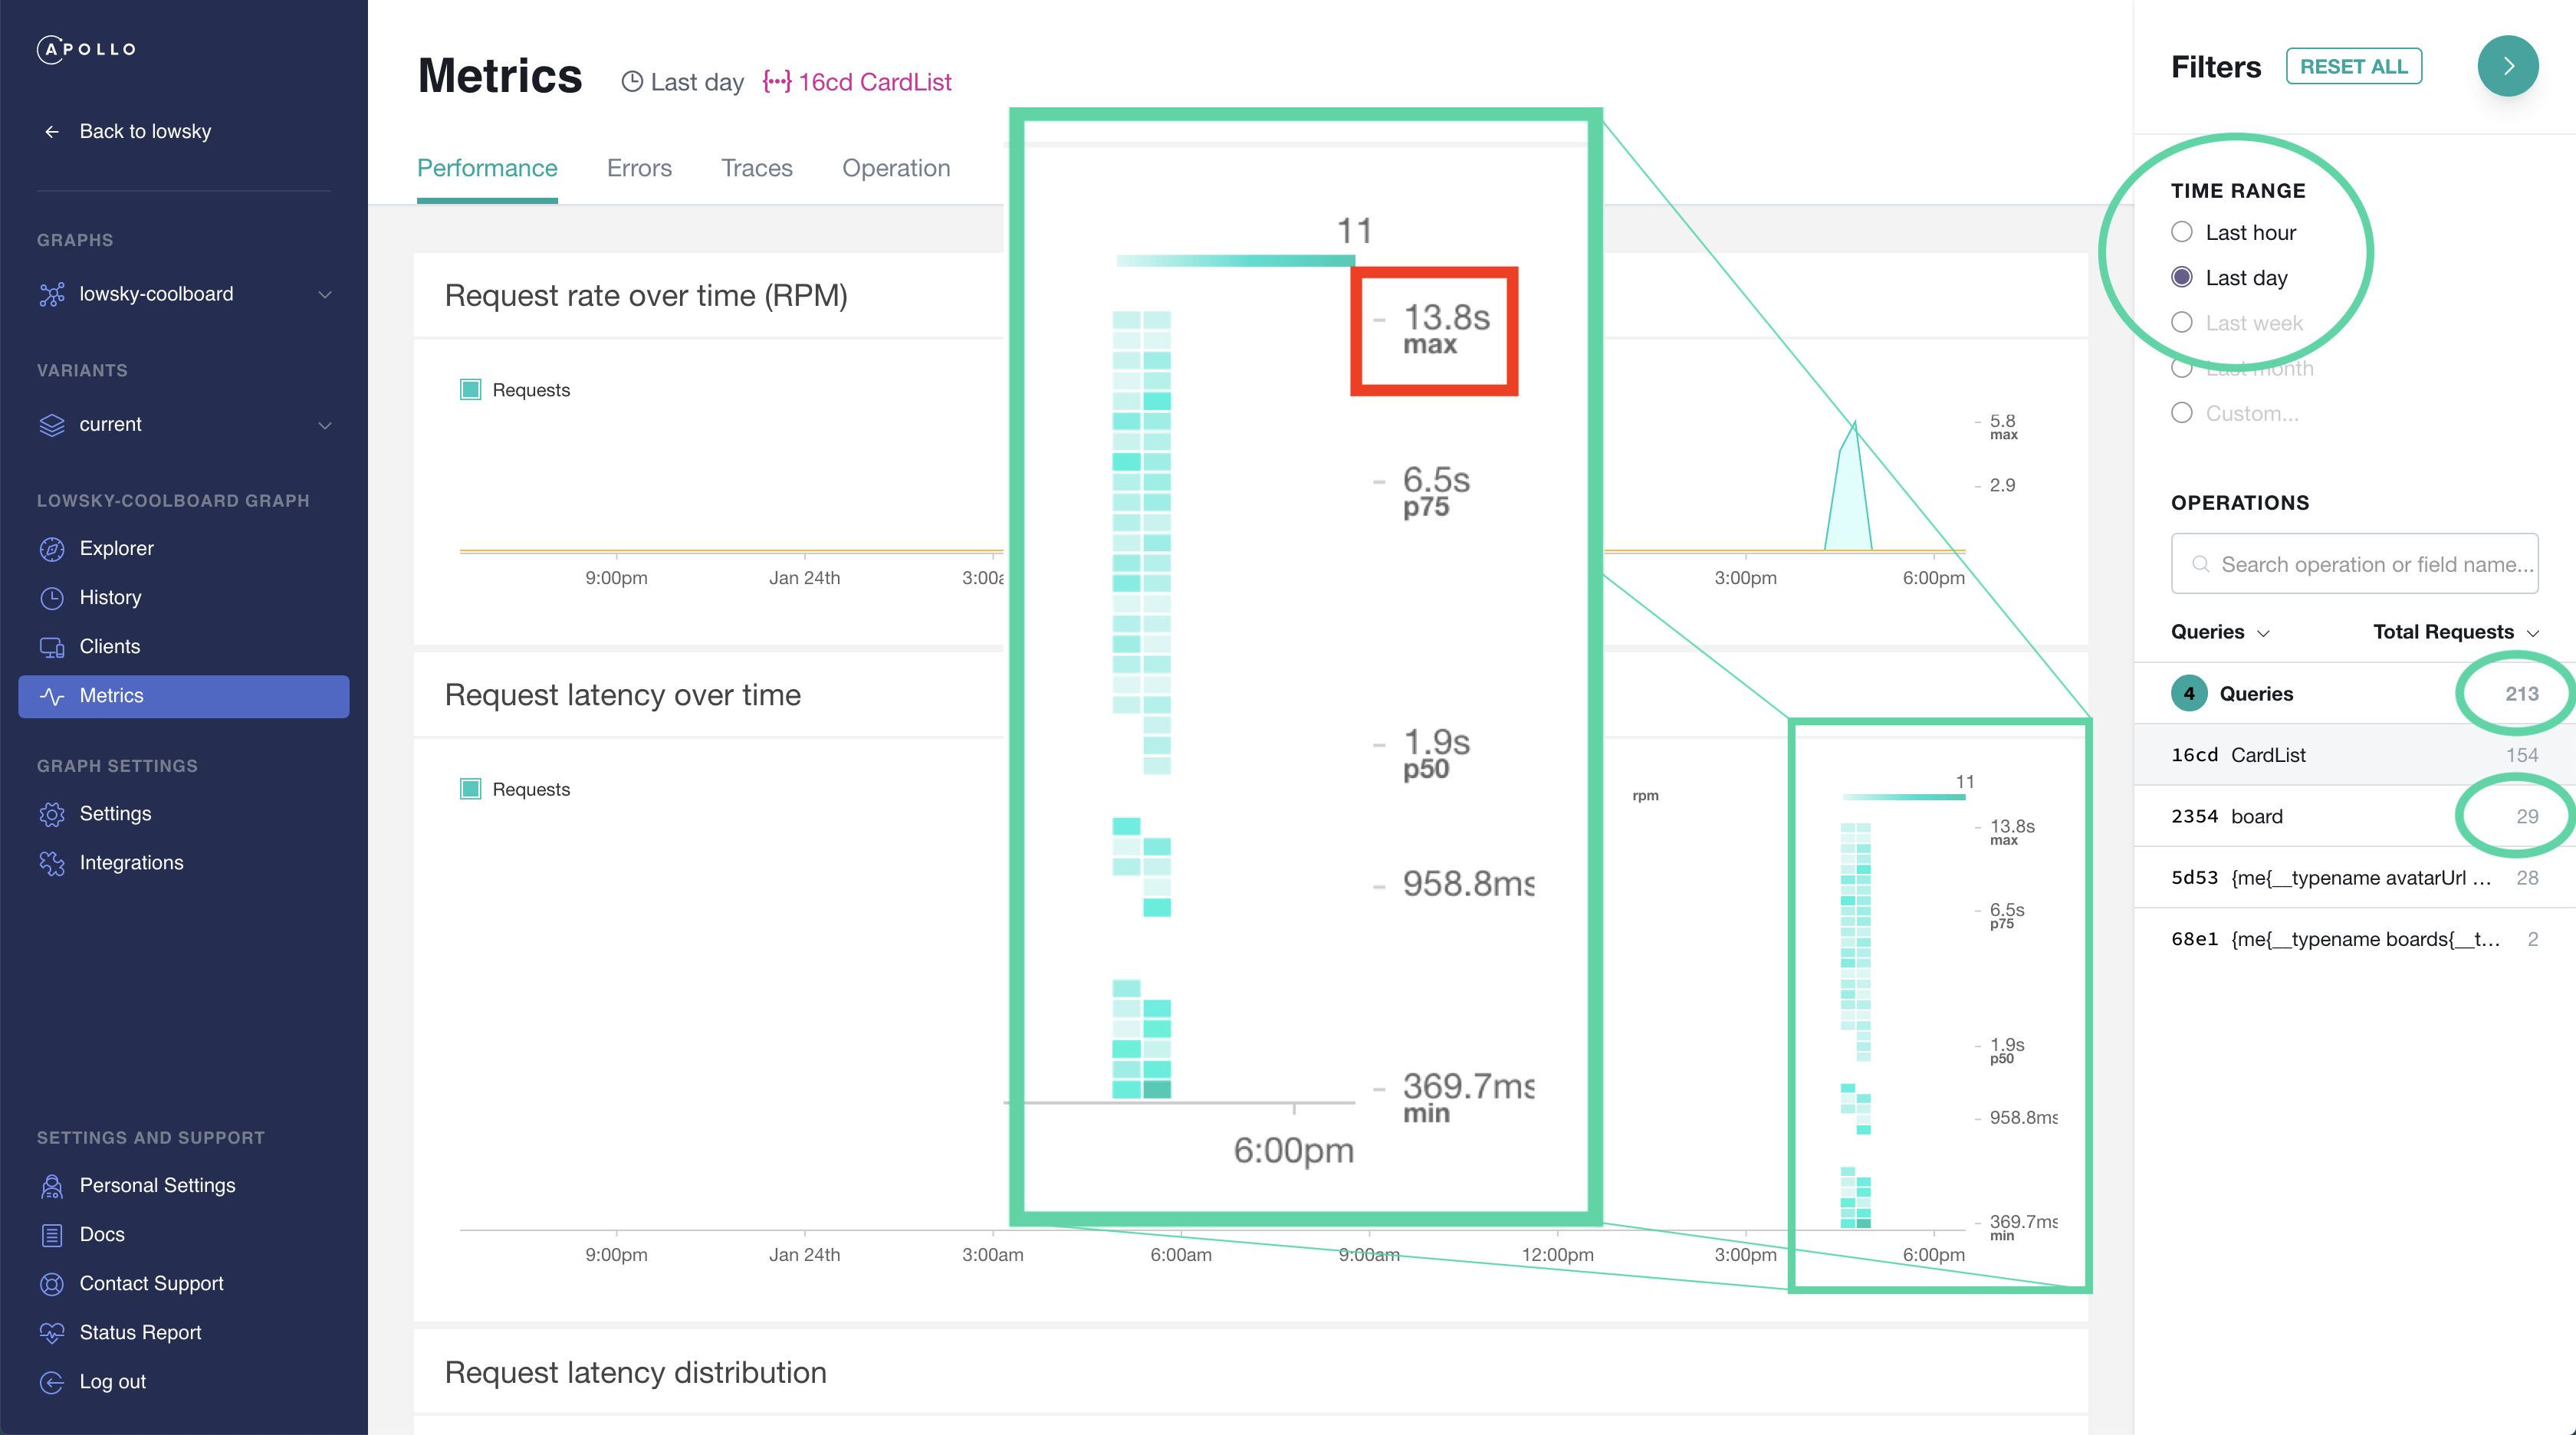 APOLLO
Back to lowsky
GRAPHS
lowsky-coolboard
VARIANTS
current
LOWSKY-COOLBOARD GRAPH
Explorer
History
Clients
Metrics
GRAPH SETTINGS
Settings
Integrations
SETTINGS AND SUPPORT
Personal Settings
Docs
Contact Support
Status Report
Log out
Metrics Last day {···} 16cd CardList
Performance Errors Traces Operation
Request rate over time (RPM)
Requests
5.8
max
2.9
9:00pm Jan 24th 3:00a 3:00pm 6:00pm
Request latency over time
Requests
rpm
11
13.8s
max
6.5s
p75
1.9s
p50
958.8ms
369.7ms
min
6:00pm
11
13.8s
max
6.5s
p75
1.9s
p50
958.8ms
369.7ms
min
9:00pm Jan 24th 3:00am 6:00am 9:00am 12:00pm 3:00pm 6:00pm
Request latency distribution
Filters RESET ALL
TIME RANGE
Last hour
Last day
Last week
Last month
Custom...
OPERATIONS
Search operation or field name...
Queries Total Requests
4 Queries 213
16cd CardList 154
2354 board 29
5d53 {me{__typename avatarUrl ... 28
68e1 {me{__typename boards{__t... 2